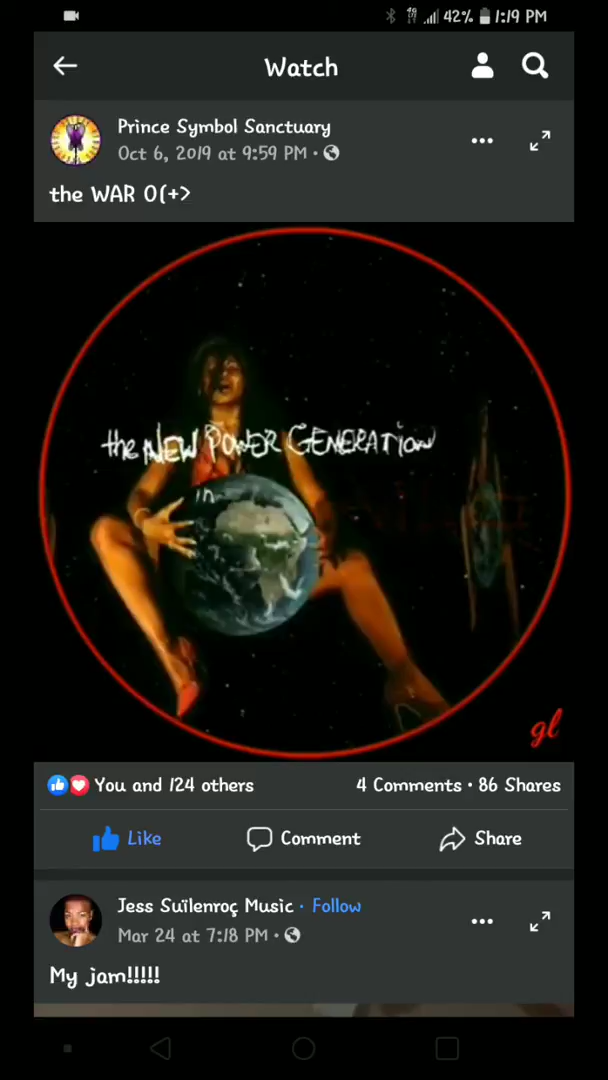 4G 42% 1:19 PM
Watch
Prince Symbol Sanctuary
Oct 6, 2019 at 9:59 PM •
the WAR O(+>
the NEW POWER GENERATION
in
gl
You and 124 others 4 Comments • 86 Shares
Like Comment Share
Jess Suïlenroç Music • Follow
Mar 24 at 7:18 PM •
My jam!!!!!